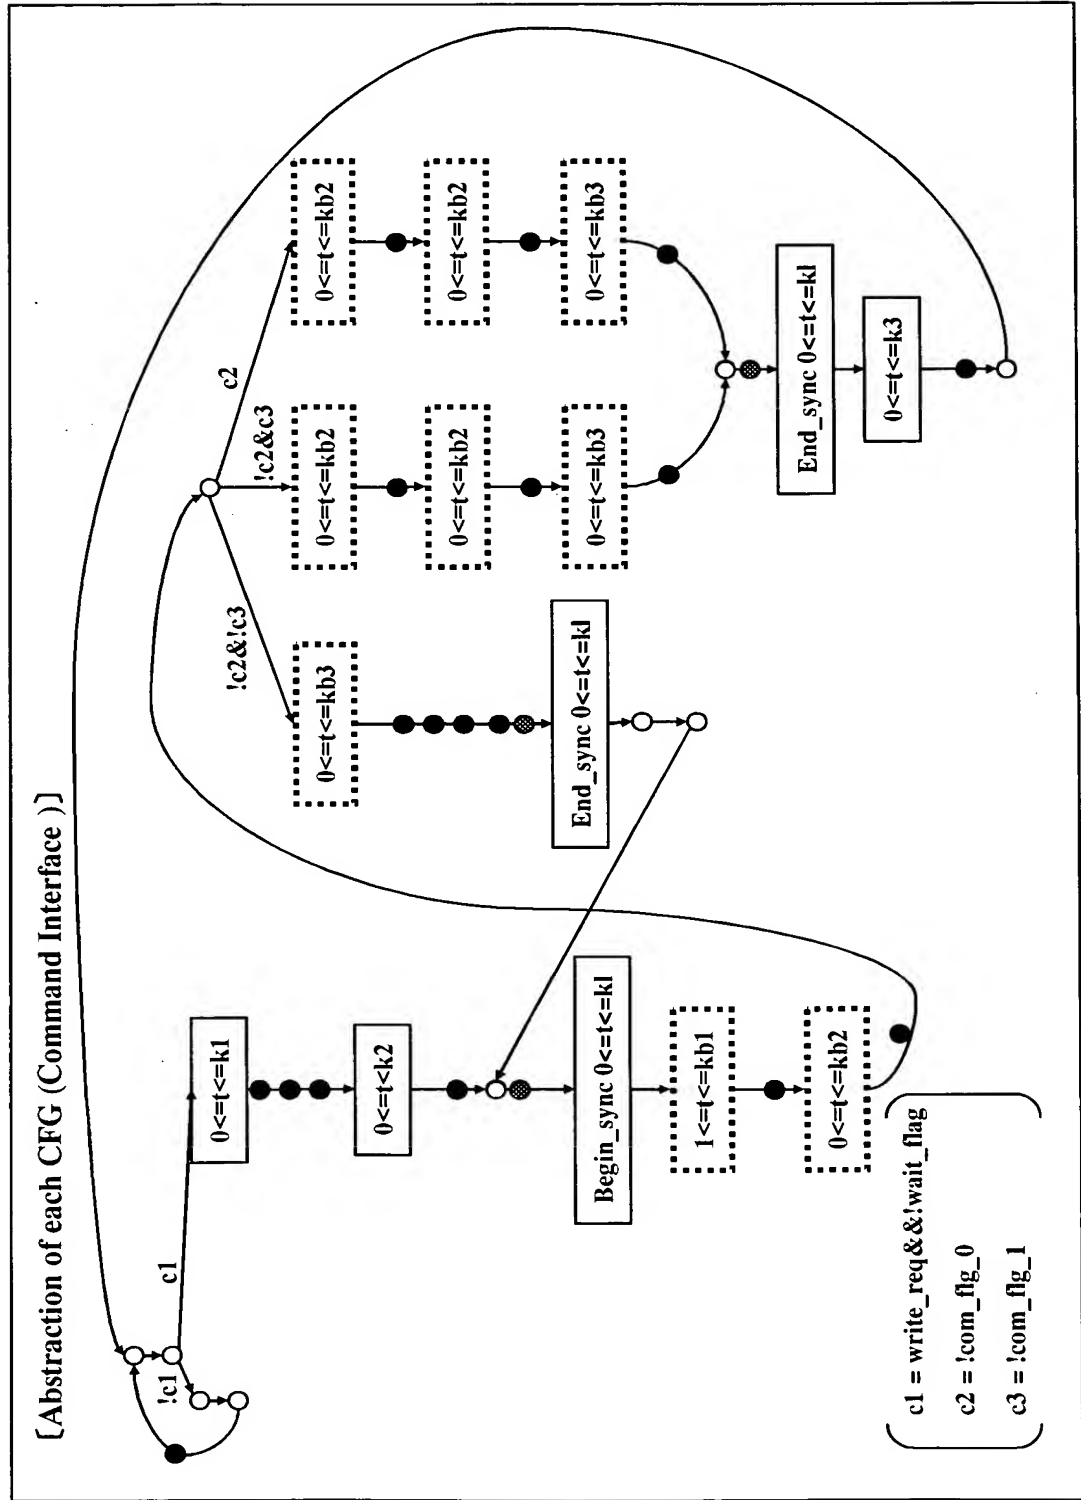 [Abstraction of each CFG (Command Interface )]
!c1
c1
0<=t<=k1
0<=t<k2
Begin_sync 0<=t<=kl
1<=t<=kb1
0<=t<=kb2
!c2&!c3
!c2&c3
c2
0<=t<=kb3
End_sync 0<=t<=kl
0<=t<=kb2
0<=t<=kb2
0<=t<=kb3
0<=t<=kb2
0<=t<=kb2
0<=t<=kb3
End_sync 0<=t<=kl
0<=t<=k3
c1 = write_req&&!wait_flag
c2 = !com_flg_0
c3 = !com_flg_1